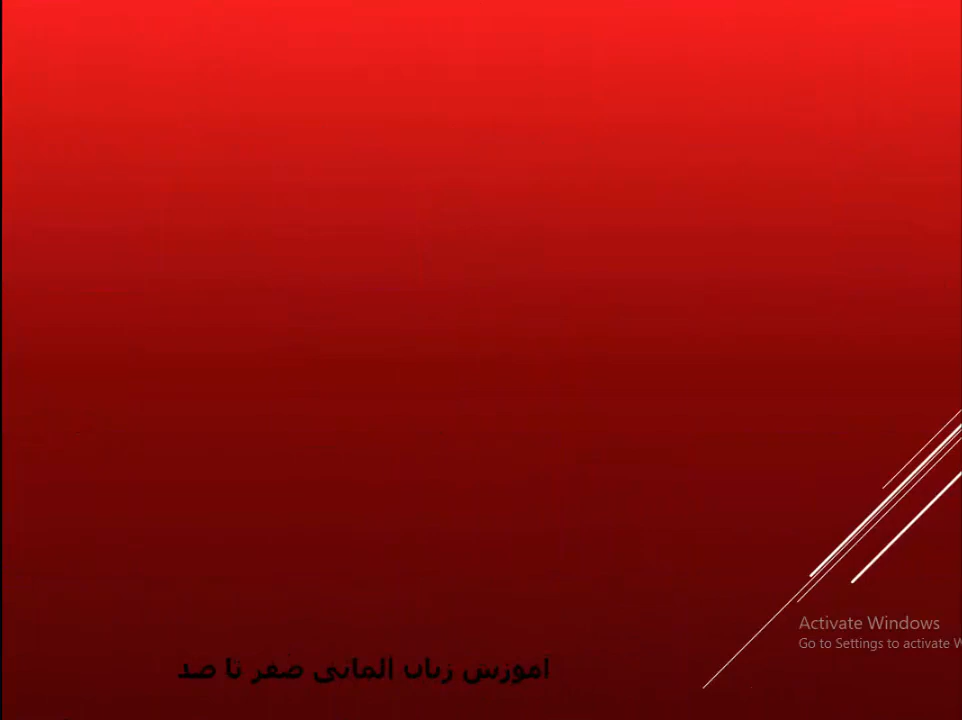 Activate Windows
Go to Settings to activate W
اموزش زبان المانی صفر تا صد